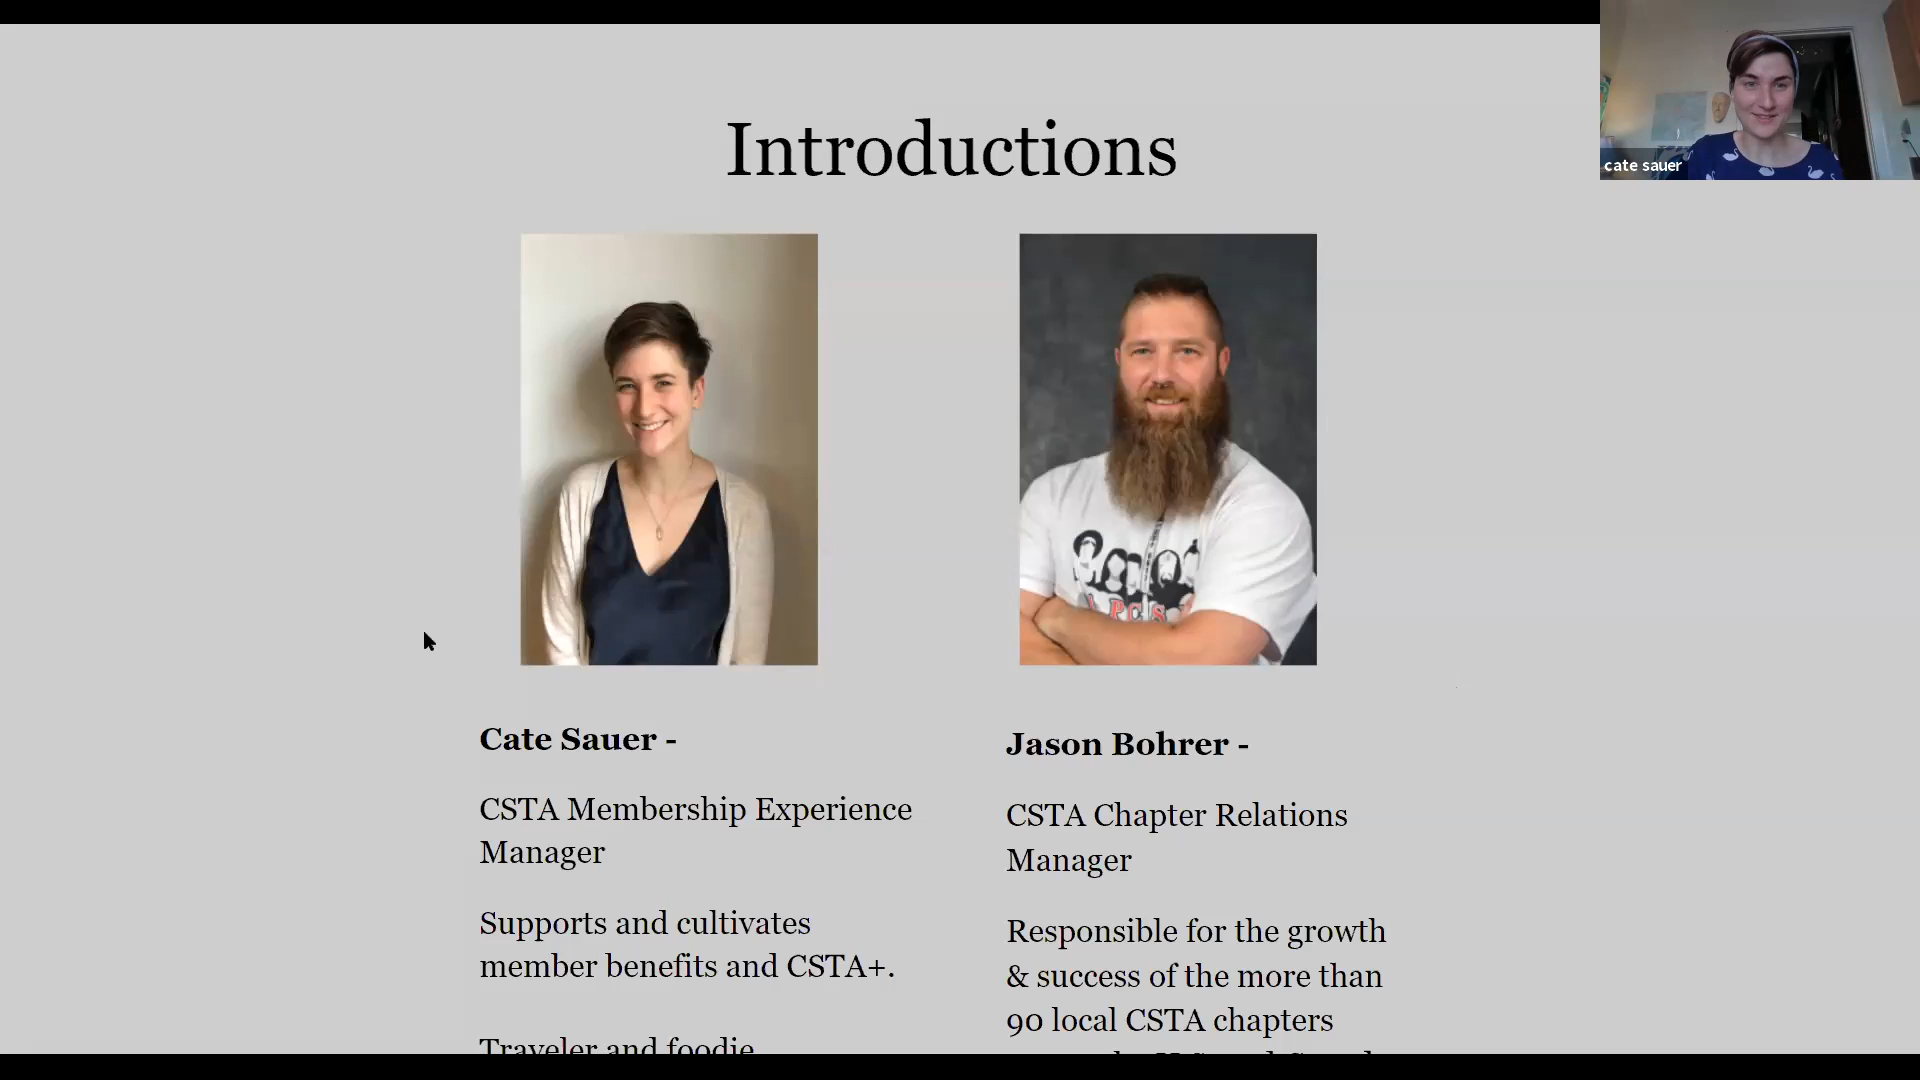 Introductions
cate sauer
Cate Sauer -
CSTA Membership Experience
Manager
Supports and cultivates
member benefits and CSTA+.
Traveler and foodie
Jason Bohrer -
CSTA Chapter Relations
Manager
Responsible for the growth
& success of the more than
90 local CSTA chapters